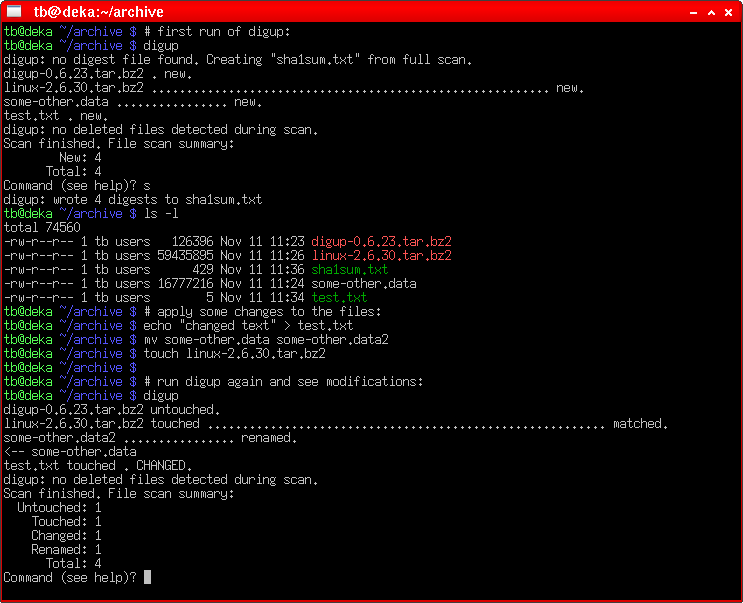 tb@deka:~/archive
tb@deka ~/archive $ # first run of digup:
tb@deka ~/archive $ digup
digup: no digest file found. Creating "sha1sum.txt" from full scan.
digup-0.6.23.tar.bz2 . new.
linux-2.6.30.tar.bz2 ......................................................... new.
some-other.data ................ new.
test.txt . new.
digup: no deleted files detected during scan.
Scan finished. File scan summary:
        New: 4
      Total: 4
Command (see help)? s
digup: wrote 4 digests to sha1sum.txt
tb@deka ~/archive $ ls -l
total 74560
-rw-r--r-- 1 tb users   126396 Nov 11 11:23 digup-0.6.23.tar.bz2
-rw-r--r-- 1 tb users 59435895 Nov 11 11:26 linux-2.6.30.tar.bz2
-rw-r--r-- 1 tb users      429 Nov 11 11:36 sha1sum.txt
-rw-r--r-- 1 tb users 16777216 Nov 11 11:24 some-other.data
-rw-r--r-- 1 tb users        5 Nov 11 11:34 test.txt
tb@deka ~/archive $ # apply some changes to the files:
tb@deka ~/archive $ echo "changed text" > test.txt
tb@deka ~/archive $ mv some-other.data some-other.data2
tb@deka ~/archive $ touch linux-2.6.30.tar.bz2
tb@deka ~/archive $
tb@deka ~/archive $ # run digup again and see modifications:
tb@deka ~/archive $ digup
digup-0.6.23.tar.bz2 untouched.
linux-2.6.30.tar.bz2 touched ......................................................... matched.
some-other.data2 ................ renamed.
<-- some-other.data
test.txt touched . CHANGED.
digup: no deleted files detected during scan.
Scan finished. File scan summary:
  Untouched: 1
    Touched: 1
    Changed: 1
    Renamed: 1
      Total: 4
Command (see help)?